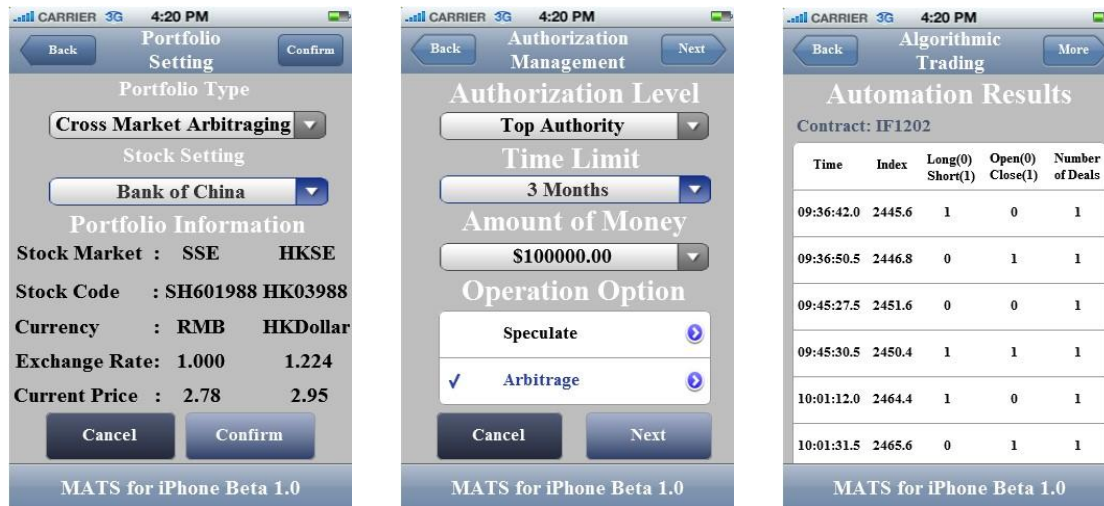 CARRIER 3G 4:20 PM
Back
Portfolio
Setting
Confirm
Portfolio Type
Cross Market Arbitraging
Stock Setting
Bank of China
Portfolio Information
Stock Market : SSE HKSE
Stock Code : SH601988 HK03988
Currency : RMB HKDollar
Exchange Rate: 1.000 1.224
Current Price : 2.78 2.95
Cancel Confirm
MATS for iPhone Beta 1.0
CARRIER 3G 4:20 PM
Back
Authorization
Management
Next
Authorization Level
Top Authority
Time Limit
3 Months
Amount of Money
$100000.00
Operation Option
Speculate
✓ Arbitrage
Cancel Next
MATS for iPhone Beta 1.0
CARRIER 3G 4:20 PM
Back
Algorithmic
Trading
More
Automation Results
Contract: IF1202
Time Index Long(0) Open(0) Number
Short(1) Close(1) of Deals
09:36:42.0 2445.6 1 0 1
09:36:50.5 2446.8 0 1 1
09:45:27.5 2451.6 0 0 1
09:45:30.5 2450.4 1 1 1
10:01:12.0 2464.4 1 0 1
10:01:31.5 2465.6 0 1 1
MATS for iPhone Beta 1.0